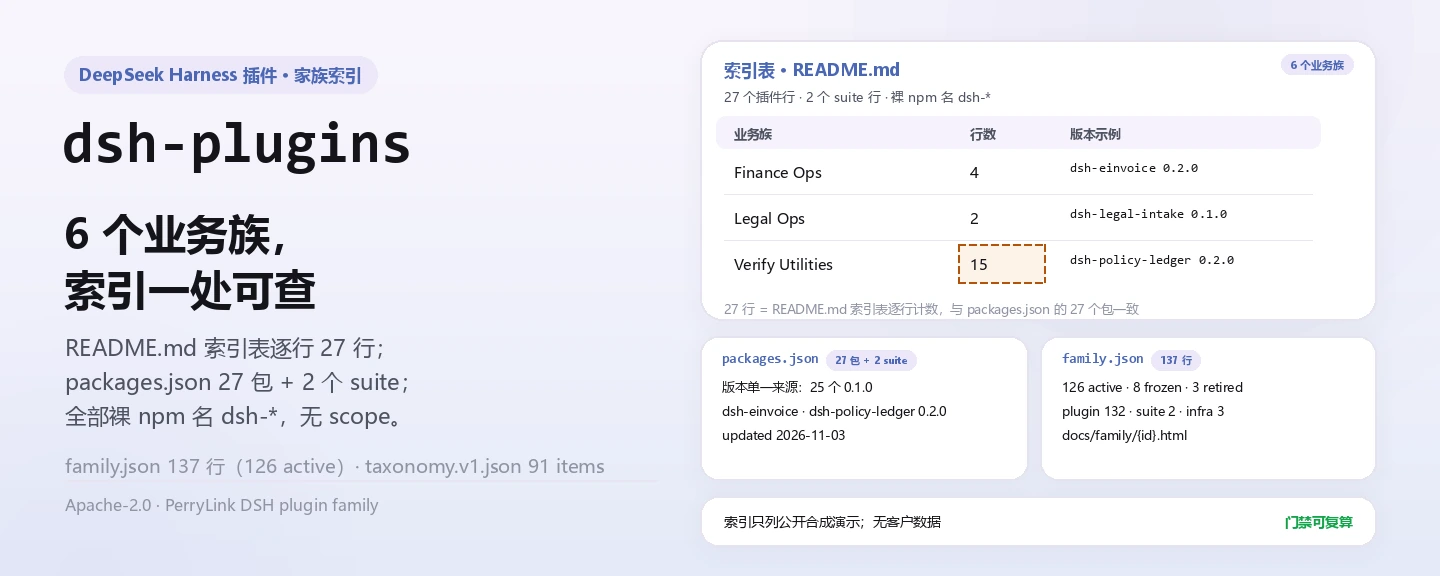 DeepSeek Harness 插件 • 家族索引
dsh-plugins
6 个业务族，
索引一处可查
README.md 索引表逐行 27 行；
packages.json 27 包 + 2 个 suite；
全部裸 npm 名 dsh-*，无 scope。
family.json 137 行（126 active）· taxonomy.v1.json 91 items
Apache-2.0 · PerryLink DSH plugin family
索引表 • README.md
6 个业务族
27 个插件行 · 2 个 suite 行 · 裸 npm 名 dsh-*
业务族 行数 版本示例
Finance Ops 4 dsh-einvoice 0.2.0
Legal Ops 2 dsh-legal-intake 0.1.0
Verify Utilities 15 dsh-policy-ledger 0.2.0
27 行 = README.md 索引表逐行计数，与 packages.json 的 27 个包一致
packages.json 27 包 + 2 suite
版本单一来源：25 个 0.1.0
dsh-einvoice · dsh-policy-ledger 0.2.0
updated 2026-11-03
family.json 137 行
126 active · 8 frozen · 3 retired
plugin 132 · suite 2 · infra 3
docs/family/{id}.html
索引只列公开合成演示；无客户数据
门禁可复算